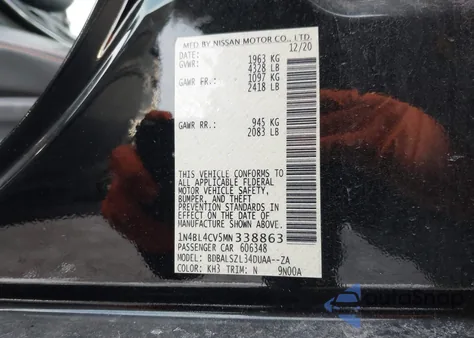 MFD BY NISSAN MOTOR CO., LTD.
DATE: 12/20
GVWR: 1963 KG
4328 LB
GAWR FR.: 1097 KG
2418 LB
GAWR RR.: 945 KG
2083 LB
THIS VEHICLE CONFORMS TO
ALL APPLICABLE FEDERAL
MOTOR VEHICLE SAFETY,
BUMPER, AND THEFT
PREVENTION STANDARDS IN
EFFECT ON THE DATE OF
MANUFACTURE SHOWN ABOVE
1N4BL4CV5MN338863
PASSENGER CAR 606348
MODEL: BDBALSZL34DUAA--ZA
COLOR: KH3 TRIM: N 9N00A
AutoSnap